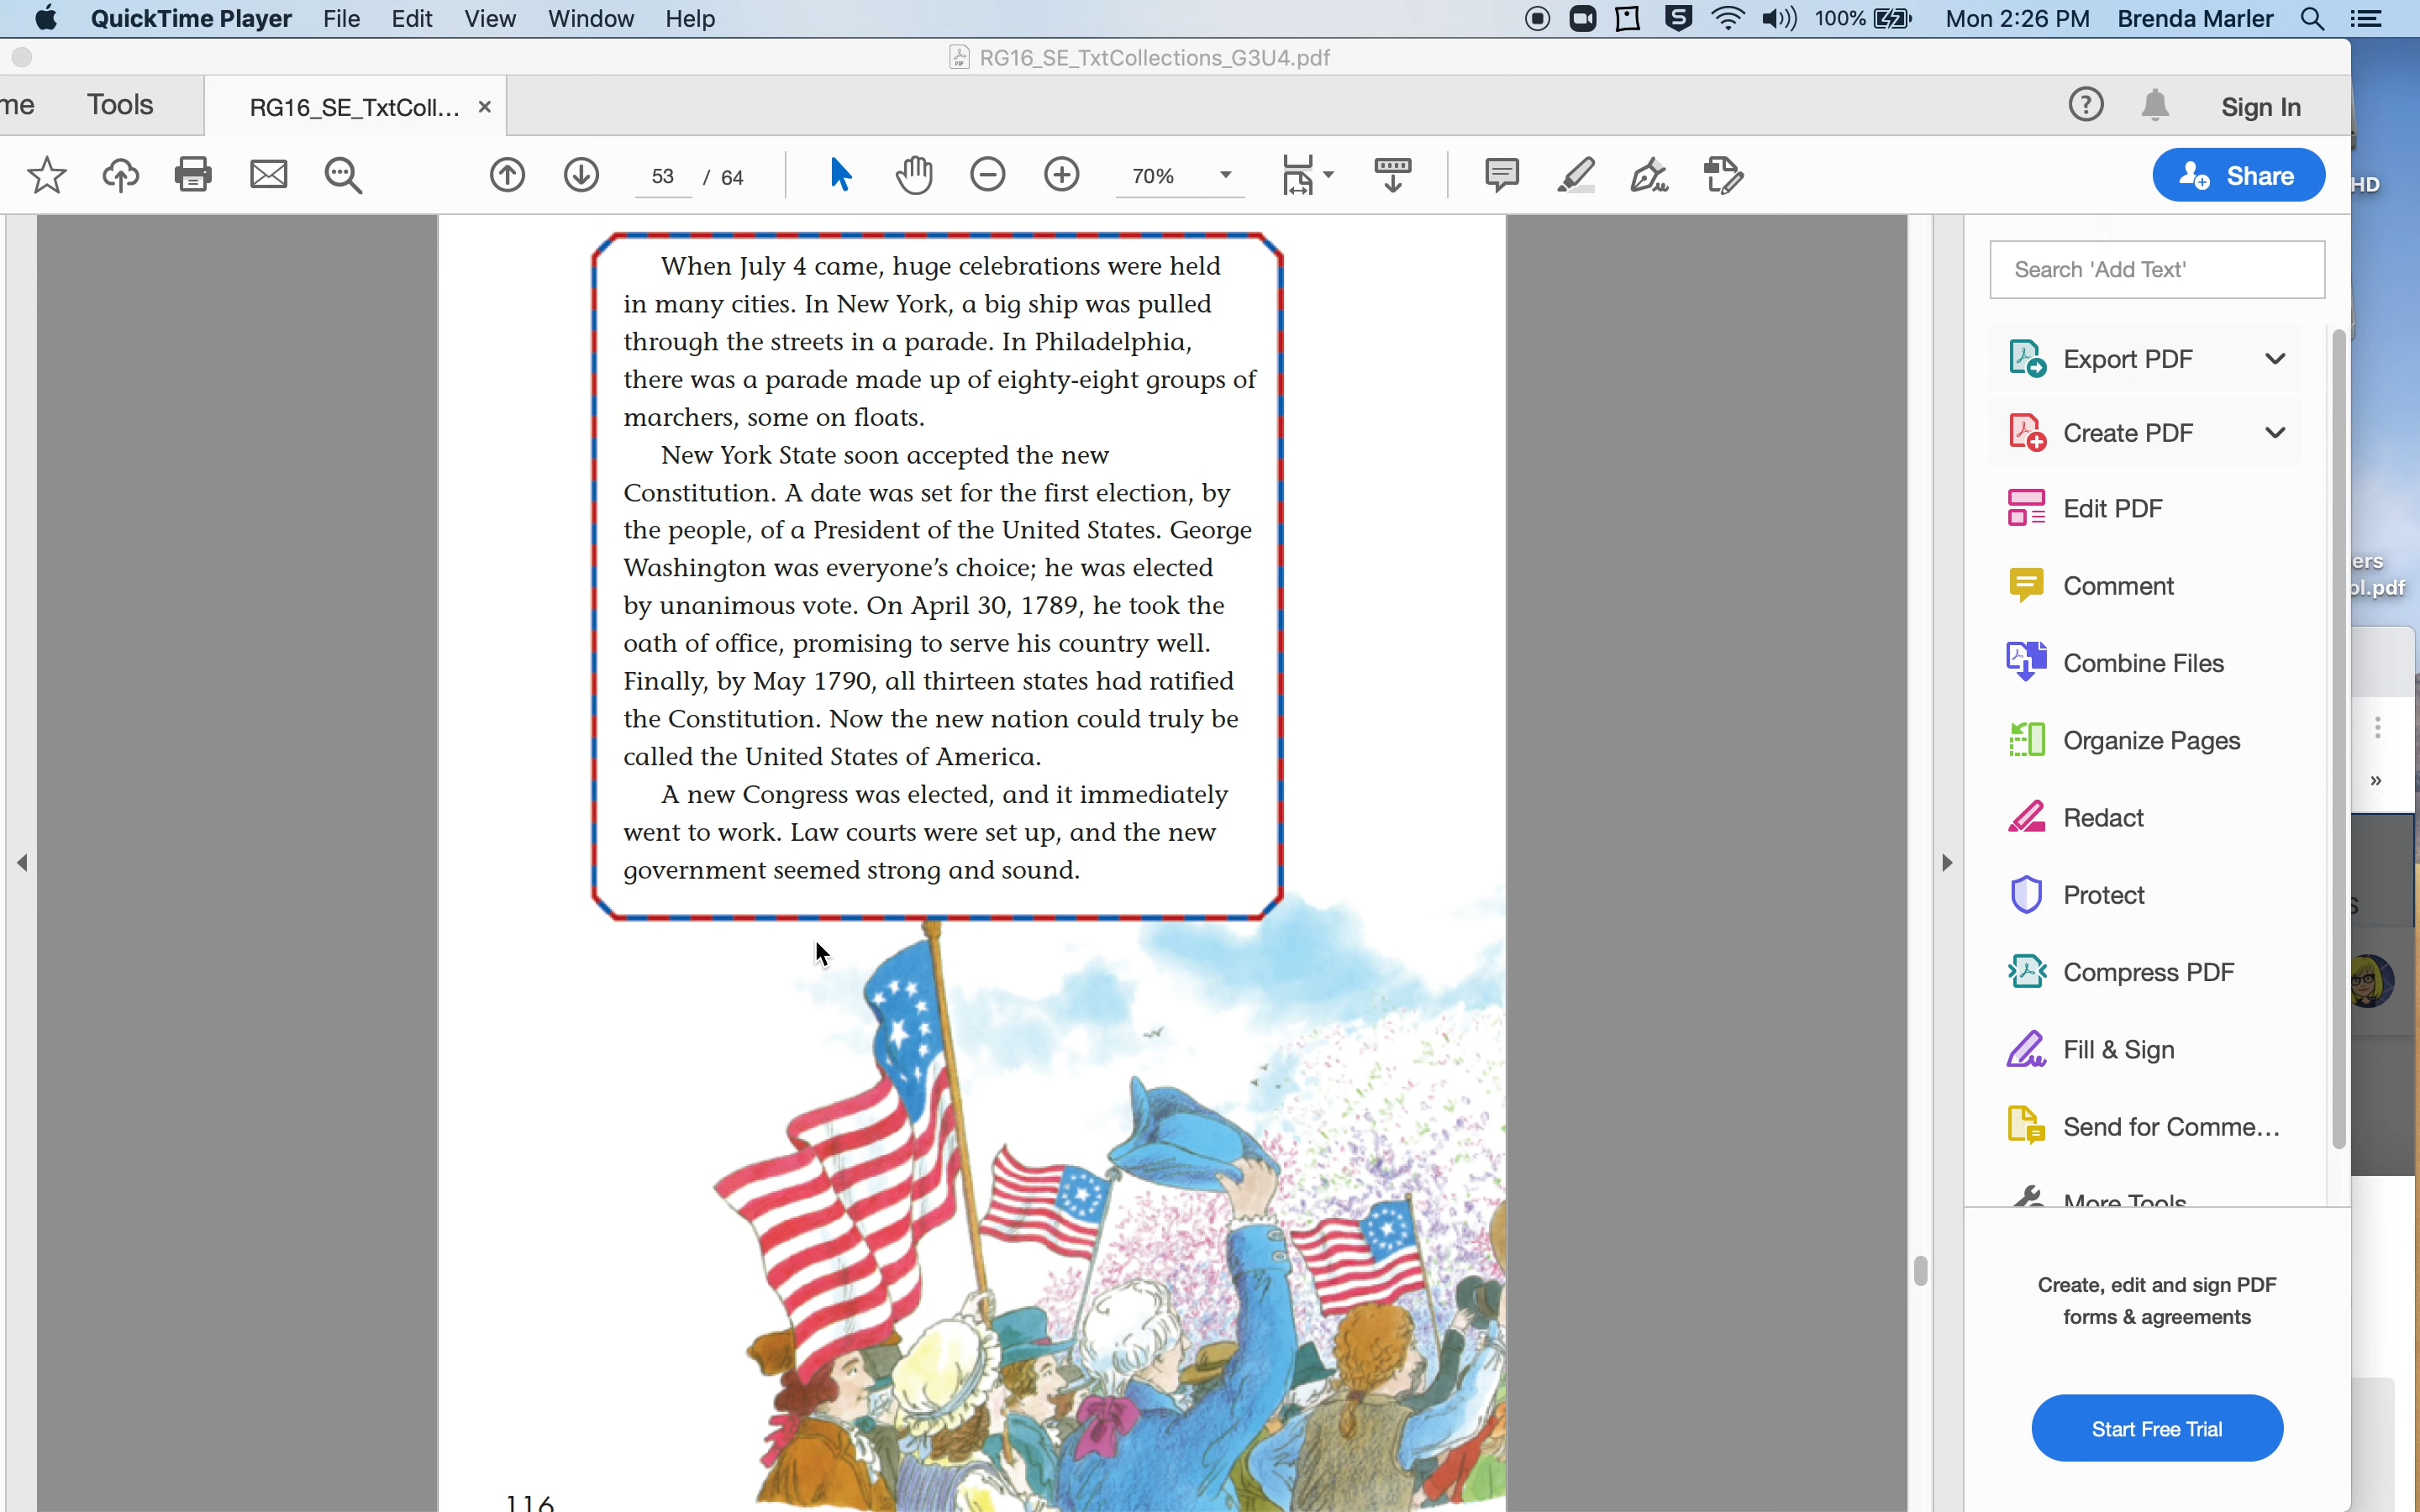 QuickTime Player File Edit View Window Help 100% Mon 2:26 PM Brenda Marler
RG16_SE_TxtCollections_G3U4.pdf
me Tools RG16_SE_TxtColl... × Sign In
53 / 64 70% Share
HD
When July 4 came, huge celebrations were held
in many cities. In New York, a big ship was pulled
through the streets in a parade. In Philadelphia,
there was a parade made up of eighty-eight groups of
marchers, some on floats.
New York State soon accepted the new
Constitution. A date was set for the first election, by
the people, of a President of the United States. George
Washington was everyone's choice; he was elected
by unanimous vote. On April 30, 1789, he took the
oath of office, promising to serve his country well.
Finally, by May 1790, all thirteen states had ratified
the Constitution. Now the new nation could truly be
called the United States of America.
A new Congress was elected, and it immediately
went to work. Law courts were set up, and the new
government seemed strong and sound.
116
Search 'Add Text'
Export PDF
Create PDF
Edit PDF
Comment
Combine Files
Organize Pages
Redact
Protect
Compress PDF
Fill & Sign
Send for Comme...
More Tools
Create, edit and sign PDF
forms & agreements
Start Free Trial
ers
ol.pdf